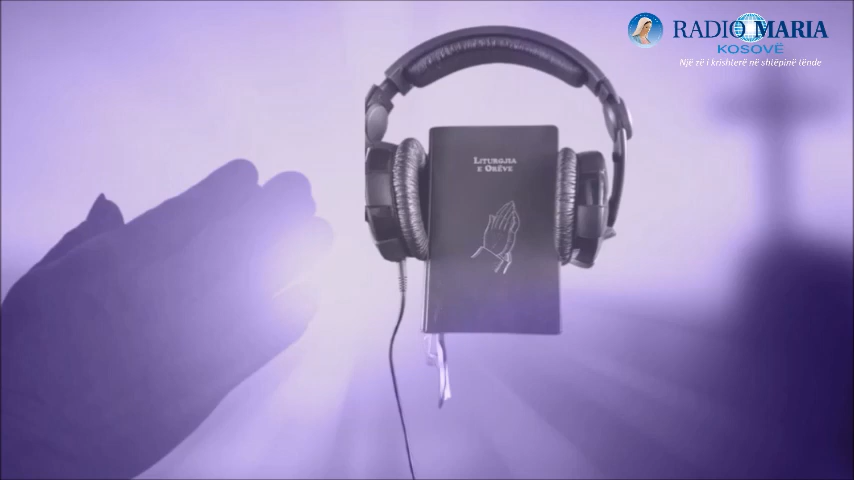 RADIO MARIA
KOSOVË
Një zë i krishterë në shtëpinë tënde
LITURGJIA
E ORËVE